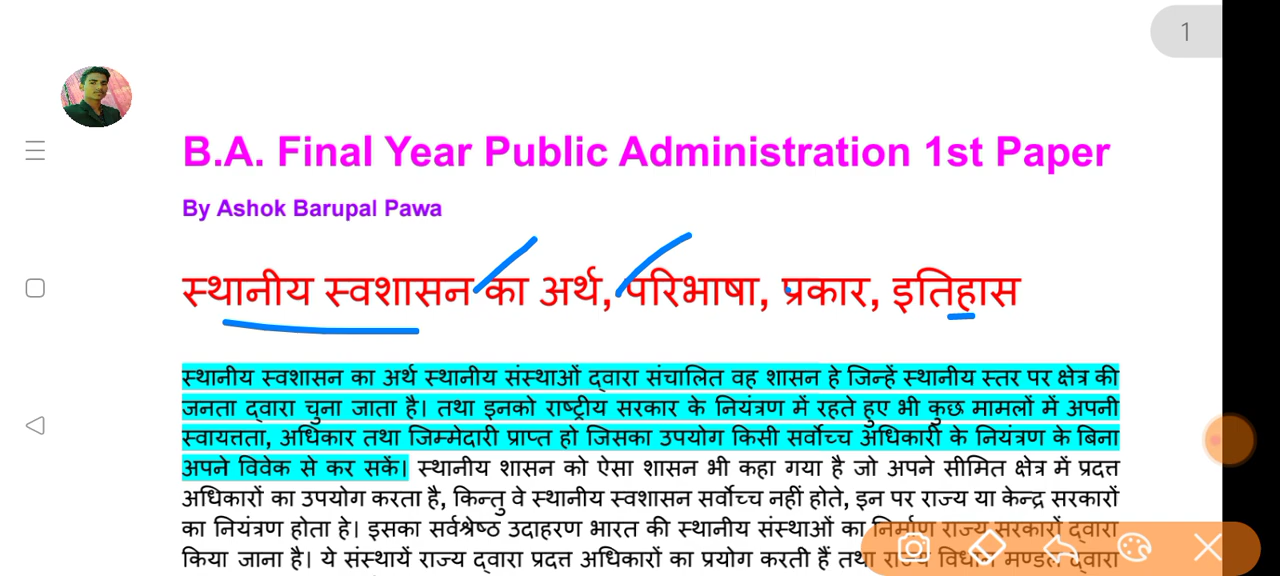 1
B.A. Final Year Public Administration 1st Paper
By Ashok Barupal Pawa
स्थानीय स्वशासन का अर्थ, परिभाषा, प्रकार, इतिहास
स्थानीय स्वशासन का अर्थ स्थानीय संस्थाओं द्वारा संचालित वह शासन हे जिन्हें स्थानीय स्तर पर क्षेत्र की
जनता द्वारा चुना जाता है। तथा इनको राष्ट्रीय सरकार के नियंत्रण में रहते हुए भी कुछ मामलों में अपनी
स्वायत्तता, अधिकार तथा जिम्मेदारी प्राप्त हो जिसका उपयोग किसी सर्वोच्च अधिकारी के नियंत्रण के बिना
अपने विवेक से कर सकें। स्थानीय शासन को ऐसा शासन भी कहा गया है जो अपने सीमित क्षेत्र में प्रदत्त
अधिकारों का उपयोग करता है, किन्तु वे स्थानीय स्वशासन सर्वोच्च नहीं होते, इन पर राज्य या केन्द्र सरकारों
का नियंत्रण होता हे। इसका सर्वश्रेष्ठ उदाहरण भारत की स्थानीय संस्थाओं का निर्माण राज्य सरकारों द्वारा
किया जाना है। ये संस्थायें राज्य द्वारा प्रदत्त अधिकारों का प्रयोग करती हैं तथा राज्य विधान मण्डल द्वारा